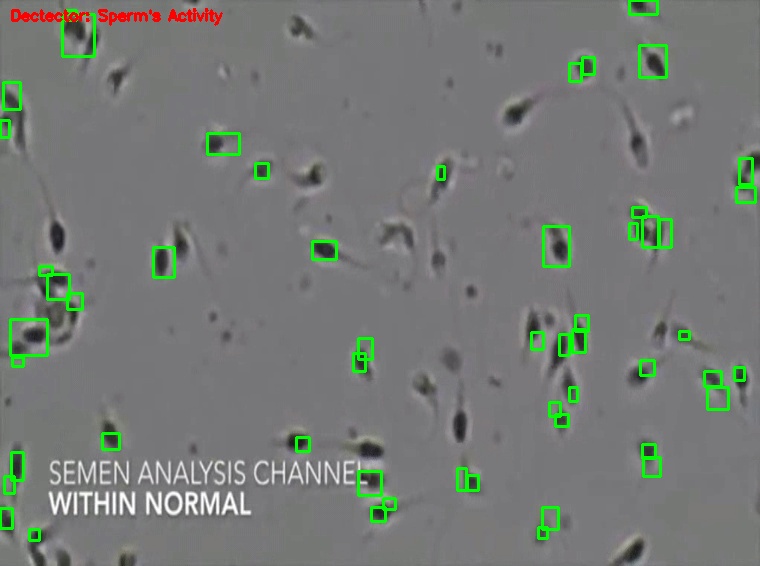 Dectector: Sperm's Activity
SEMEN ANALYSIS CHANNEL
WITHIN NORMAL